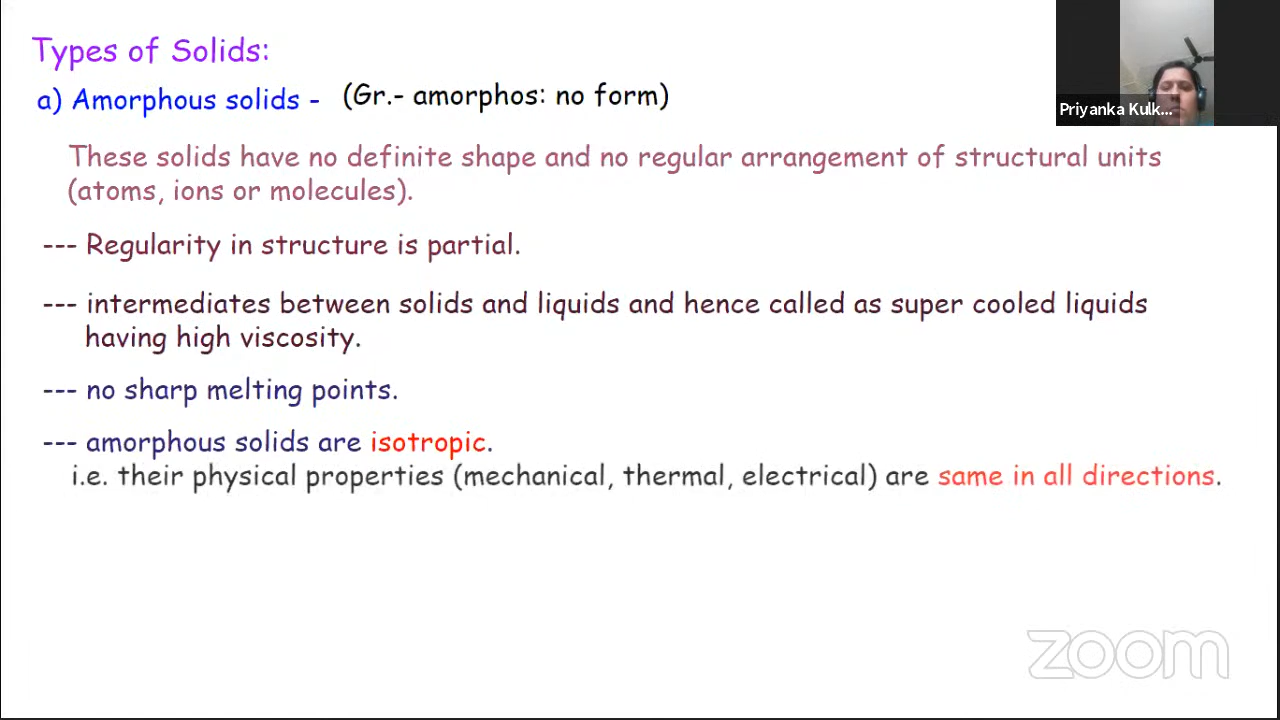 Types of Solids:
a) Amorphous solids - (Gr.- amorphos: no form)
Priyanka Kulk...
These solids have no definite shape and no regular arrangement of structural units
(atoms, ions or molecules).
--- Regularity in structure is partial.
--- intermediates between solids and liquids and hence called as super cooled liquids
having high viscosity.
--- no sharp melting points.
--- amorphous solids are isotropic.
i.e. their physical properties (mechanical, thermal, electrical) are same in all directions.
zoom